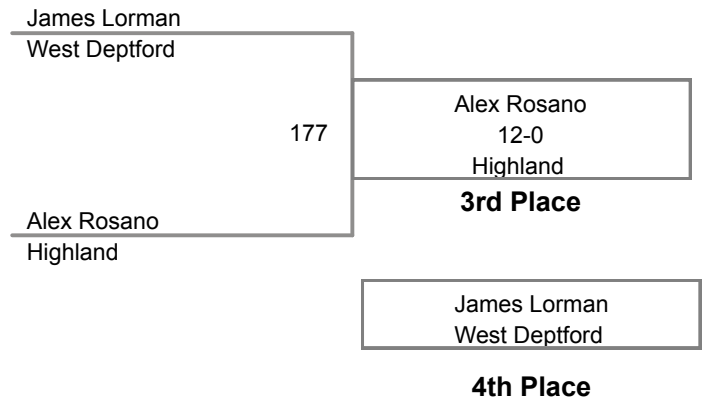 James Lorman
West Deptford
177
Alex Rosano
12-0
Highland
3rd Place
Alex Rosano
Highland
James Lorman
West Deptford
4th Place